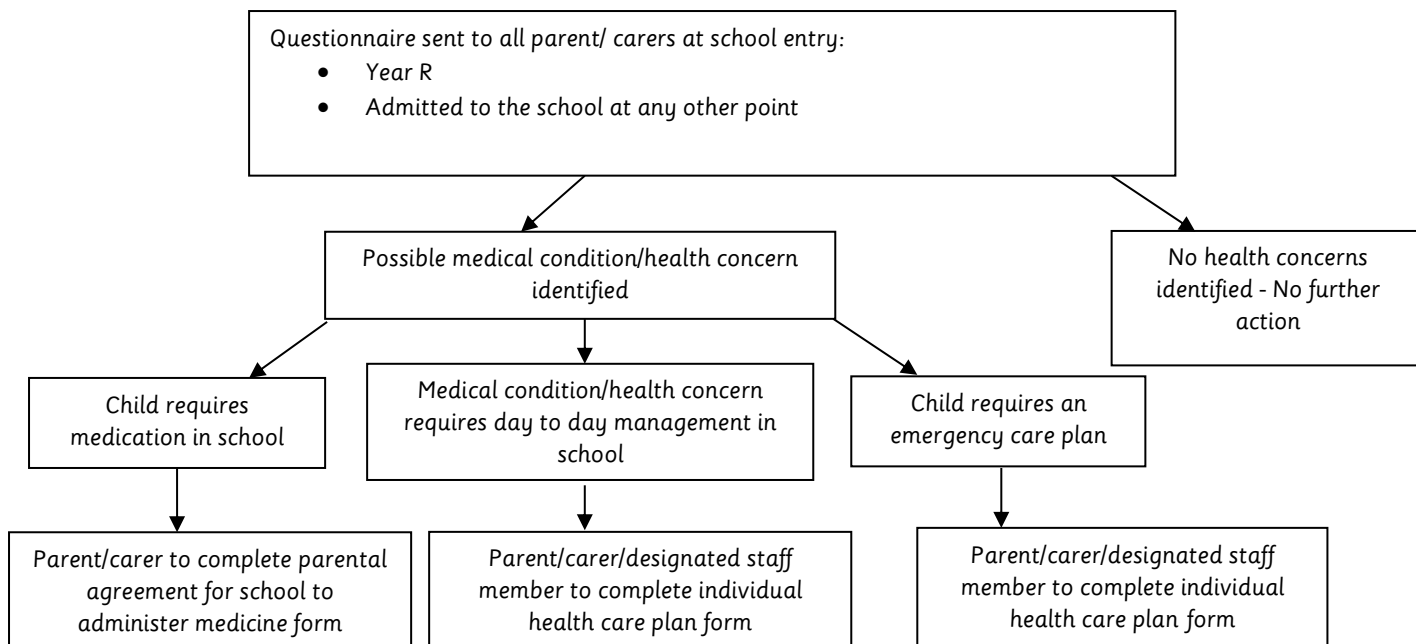 Questionnaire sent to all parent/ carers at school entry:
• Year R
• Admitted to the school at any other point
Possible medical condition/health concern
identified
No health concerns
identified - No further
action
Child requires
medication in school
Medical condition/health concern
requires day to day management in
school
Child requires an
emergency care plan
Parent/carer to complete parental
agreement for school to
administer medicine form
Parent/carer/designated staff
member to complete individual
health care plan form
Parent/carer/designated staff
member to complete individual
health care plan form